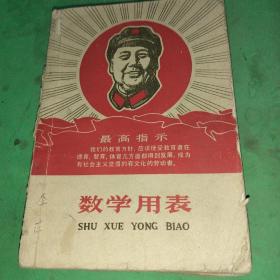 最高指示
我们的教育方针，应该使受教育者在
德育、智育、体育几方面都得到发展，成为
有社会主义觉悟的有文化的劳动者。
数学用表
SHU XUE YONG BIAO